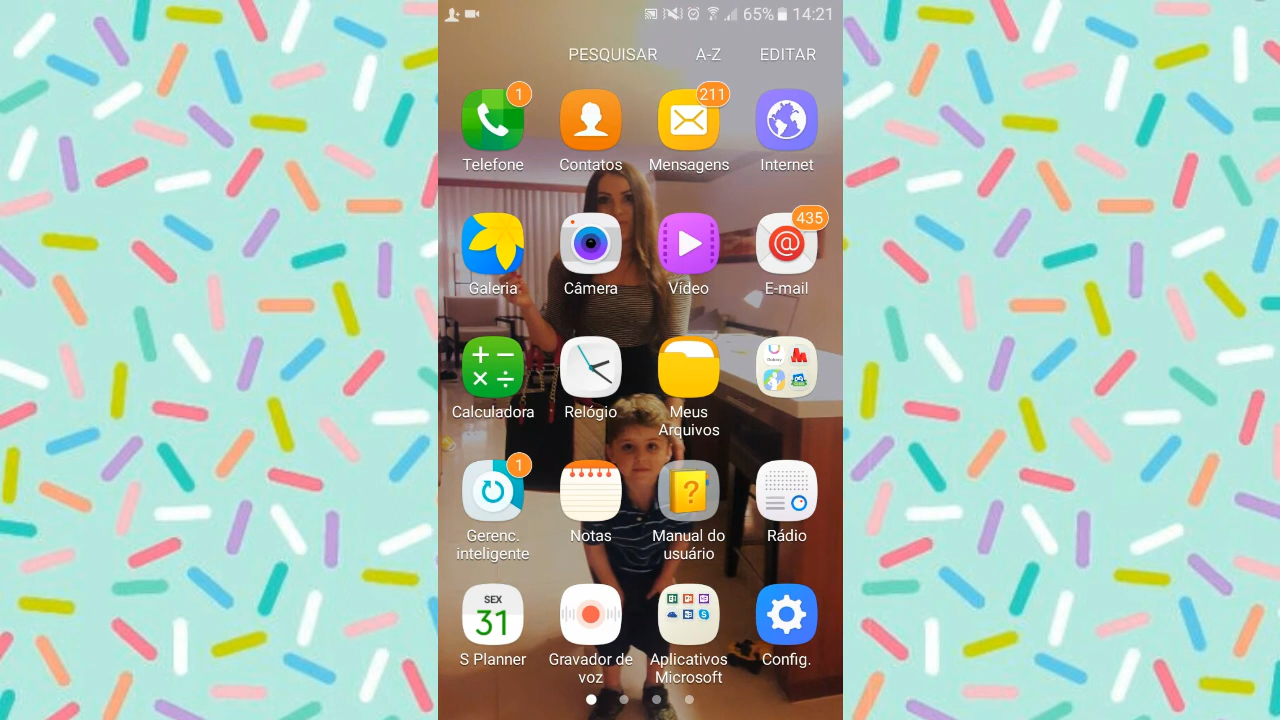 65% 14:21
PESQUISAR A-Z EDITAR
1
211
Telefone Contatos Mensagens Internet
435
Galeria Câmera Vídeo E-mail
Calculadora Relógio Meus
Arquivos
1
Gerenc.
inteligente
Notas
Manual do
usuário
Rádio
SEX
31
S Planner
Gravador de
voz
Aplicativos
Microsoft
Config.